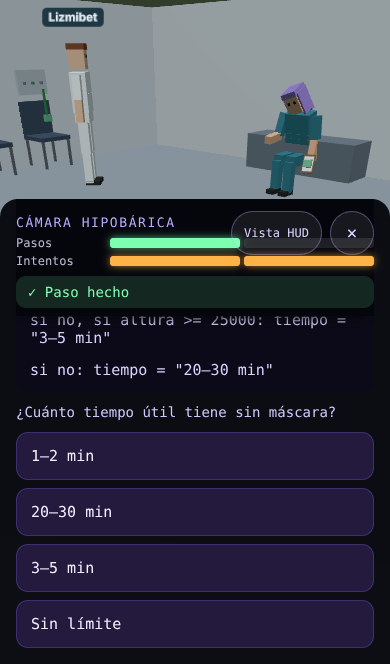 Lizmibet
CÁMARA HIPOBÁRICA
Vista HUD
×
Pasos
Intentos
✓ Paso hecho
si no, si altura >= 25000: tiempo =
"3–5 min"
si no: tiempo = "20–30 min"
¿Cuánto tiempo útil tiene sin máscara?
1–2 min
20–30 min
3–5 min
Sin límite